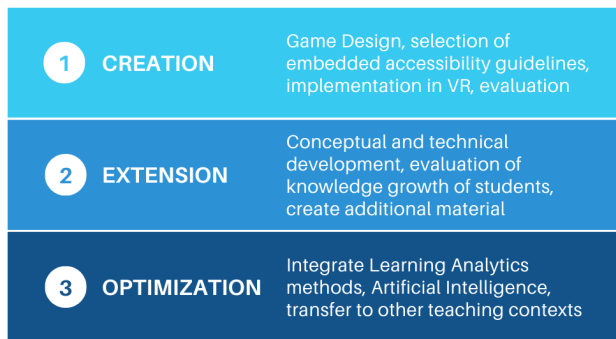 1 CREATION
Game Design, selection of
embedded accessibility guidelines,
implementation in VR, evaluation
2 EXTENSION
Conceptual and technical
development, evaluation of
knowledge growth of students,
create additional material
3 OPTIMIZATION
Integrate Learning Analytics
methods, Artificial Intelligence,
transfer to other teaching contexts